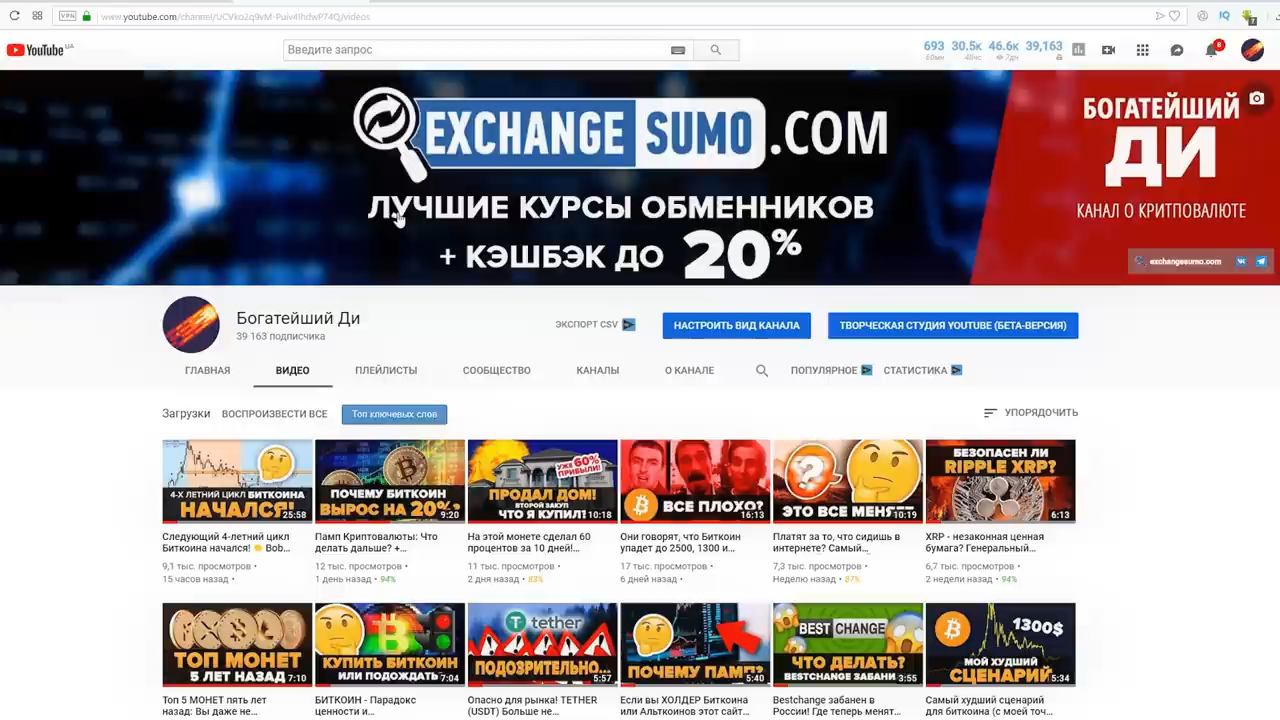 VPN
www.youtube.com/channel/UCVko2q9vM-Puiv4IhdwP74Q/videos
IQ
7
YouTube UA
Введите запрос
693 30.5к 46.6к 39,163
60мн 48чс 7дн
8
EXCHANGE SUMO.COM
ЛУЧШИЕ КУРСЫ ОБМЕННИКОВ
+ КЭШБЭК ДО 20%
БОГАТЕЙШИЙ
ДИ
КАНАЛ О КРИПТОВАЛЮТЕ
exchangesumo.com
Богатейший Ди
39 163 подписчика
ЭКСПОРТ CSV
НАСТРОИТЬ ВИД КАНАЛА
ТВОРЧЕСКАЯ СТУДИЯ YOUTUBE (БЕТА-ВЕРСИЯ)
ГЛАВНАЯ ВИДЕО ПЛЕЙЛИСТЫ СООБЩЕСТВО КАНАЛЫ О КАНАЛЕ ПОПУЛЯРНОЕ СТАТИСТИКА
Загрузки ВОСПРОИЗВЕСТИ ВСЕ Топ ключевых слов УПОРЯДОЧИТЬ
4-Х ЛЕТНИЙ ЦИКЛ БИТКОИНА
НАЧАЛСЯ!
25:58
Следующий 4-летний цикл
Биткоина начался! Bob...
9,1 тыс. просмотров •
15 часов назад •
ПОЧЕМУ БИТКОИН
ВЫРОС НА 20%
9:20
Памп Криптовалюты: Что
делать дальше? +...
12 тыс. просмотров •
1 день назад • 94%
УЖЕ 60%
ПРИБЫЛИ!
ПРОДАЛ ДОМ!
ВТОРОЙ ЗАКУП
ЧТО Я КУПИЛ?
10:18
На этой монете сделал 60
процентов за 10 дней!...
11 тыс. просмотров •
2 дня назад • 83%
ВСЕ ПЛОХО?
16:13
Они говорят, что Биткоин
упадет до 2500, 1300 и...
17 тыс. просмотров •
6 дней назад •
ЭТО ВСЕ МЕНЯ
10:19
Платят за то, что сидишь в
интернете? Самый...
7,3 тыс. просмотров •
Неделю назад • 87%
БЕЗОПАСЕН ЛИ
RIPPLE XRP?
6:13
XRP - незаконная ценная
бумага? Генеральный...
6,7 тыс. просмотров •
2 недели назад • 94%
ТОП МОНЕТ
5 ЛЕТ НАЗАД
7:10
Топ 5 МОНЕТ пять лет
назад: Вы даже не...
КУПИТЬ БИТКОИН
ИЛИ ПОДОЖДАТЬ
7:04
БИТКОИН - Парадокс
ценности и...
tether
ПОДОЗРИТЕЛЬНО...
5:57
Опасно для рынка! TETHER
(USDT) Больше не...
ПОЧЕМУ ПАМП?
5:40
Если вы ХОЛДЕР Биткоина
или Альткоинов этот сайт...
BEST CHANGE
ЧТО ДЕЛАТЬ?
BESTCHANGE ЗАБАНИ
3:55
Bestchange забанен в
России! Где теперь менят...
1300$
МОЙ ХУДШИЙ
СЦЕНАРИЙ
5:34
Самый худший сценарий
для биткоина (с моей точ...